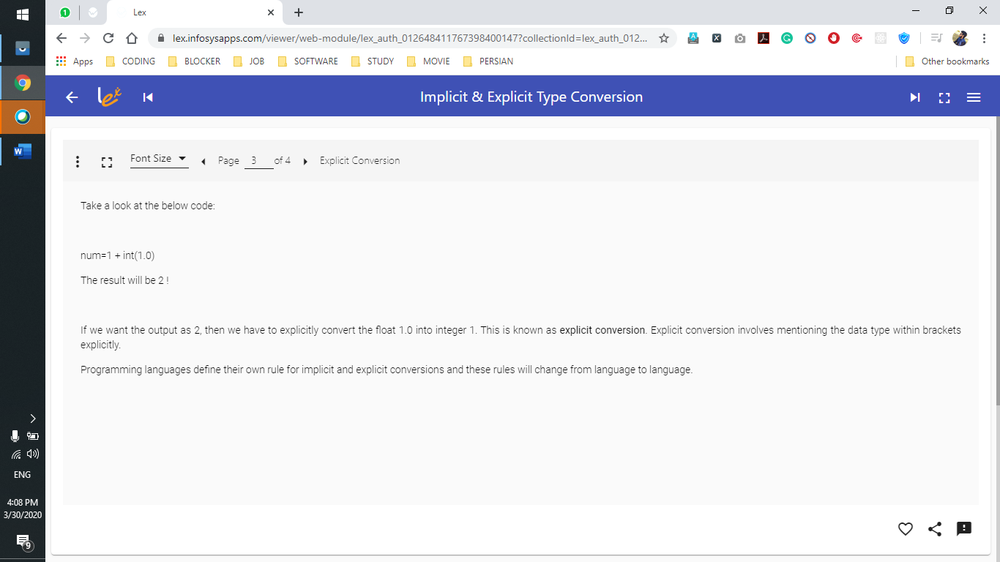 1
Lex
lex.infosysapps.com/viewer/web-module/lex_auth_012648411767398400147?collectionId=lex_auth_012...
Apps CODING BLOCKER JOB SOFTWARE STUDY MOVIE PERSIAN Other bookmarks
lex Implicit & Explicit Type Conversion
Font Size Page 3 of 4 Explicit Conversion
Take a look at the below code:
num=1 + int(1.0)
The result will be 2 !
If we want the output as 2, then we have to explicitly convert the float 1.0 into integer 1. This is known as explicit conversion. Explicit conversion involves mentioning the data type within brackets
explicitly.
Programming languages define their own rule for implicit and explicit conversions and these rules will change from language to language.
ENG
4:08 PM
3/30/2020
9